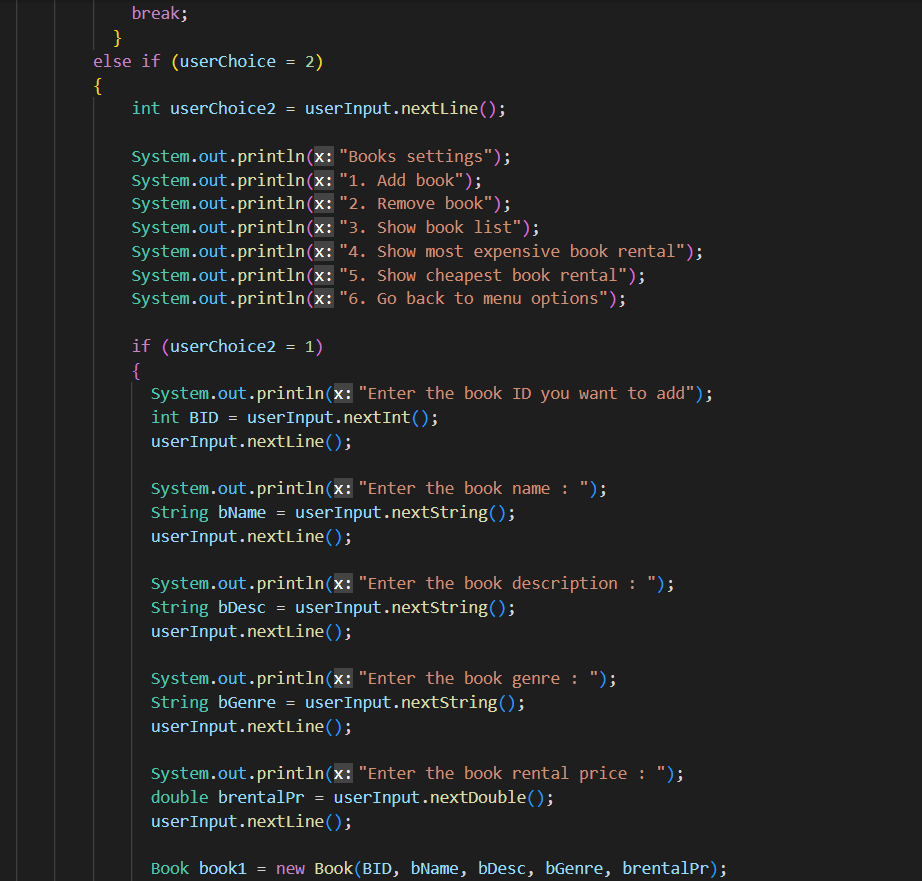 break;
}
else if (userChoice = 2)
{
int userChoice2 = userInput.nextLine();
System.out.println(x: "Books settings");
System.out.println(x: "1. Add book");
System.out.println(x: "2. Remove book");
System.out.println(x: "3. Show book list");
System.out.println(x: "4. Show most expensive book rental");
System.out.println(x: "5. Show cheapest book rental");
System.out.println(x: "6. Go back to menu options");
if (userChoice2 = 1)
{
System.out.println(x: "Enter the book ID you want to add");
int BID = userInput.nextInt();
userInput.nextLine();
System.out.println(x: "Enter the book name : ");
String bName = userInput.nextString();
userInput.nextLine();
System.out.println(x: "Enter the book description : ");
String bDesc = userInput.nextString();
userInput.nextLine();
System.out.println(x: "Enter the book genre : ");
String bGenre = userInput.nextString();
userInput.nextLine();
System.out.println(x: "Enter the book rental price : ");
double brentalPr = userInput.nextDouble();
userInput.nextLine();
Book book1 = new Book(BID, bName, bDesc, bGenre, brentalPr);